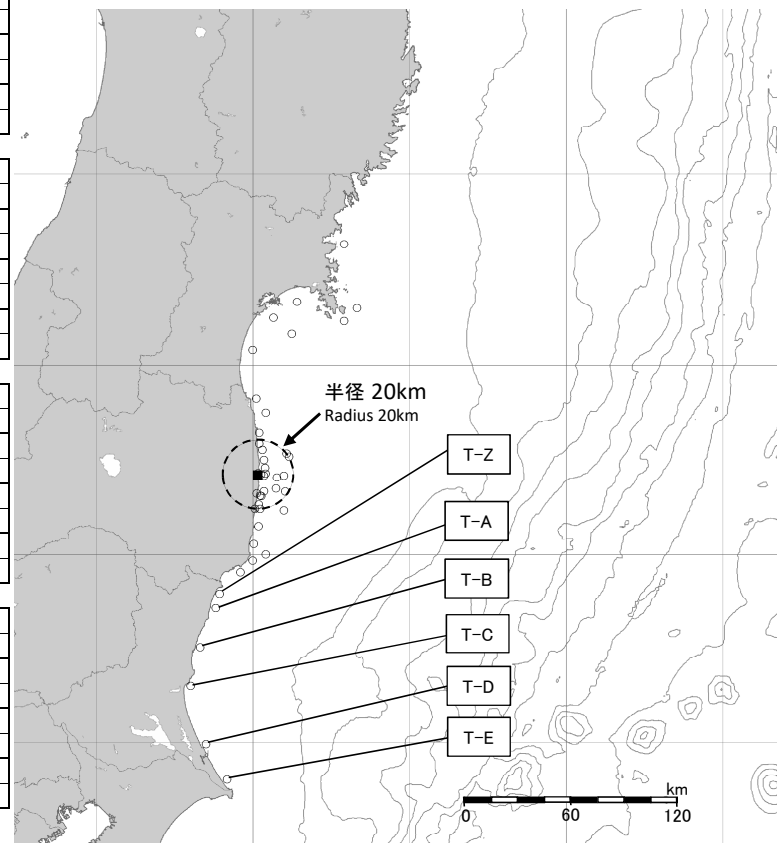 半径 20km
Radius 20km
T-Z
T-A
T-B
T-C
T-D
T-E
km
0 60 120